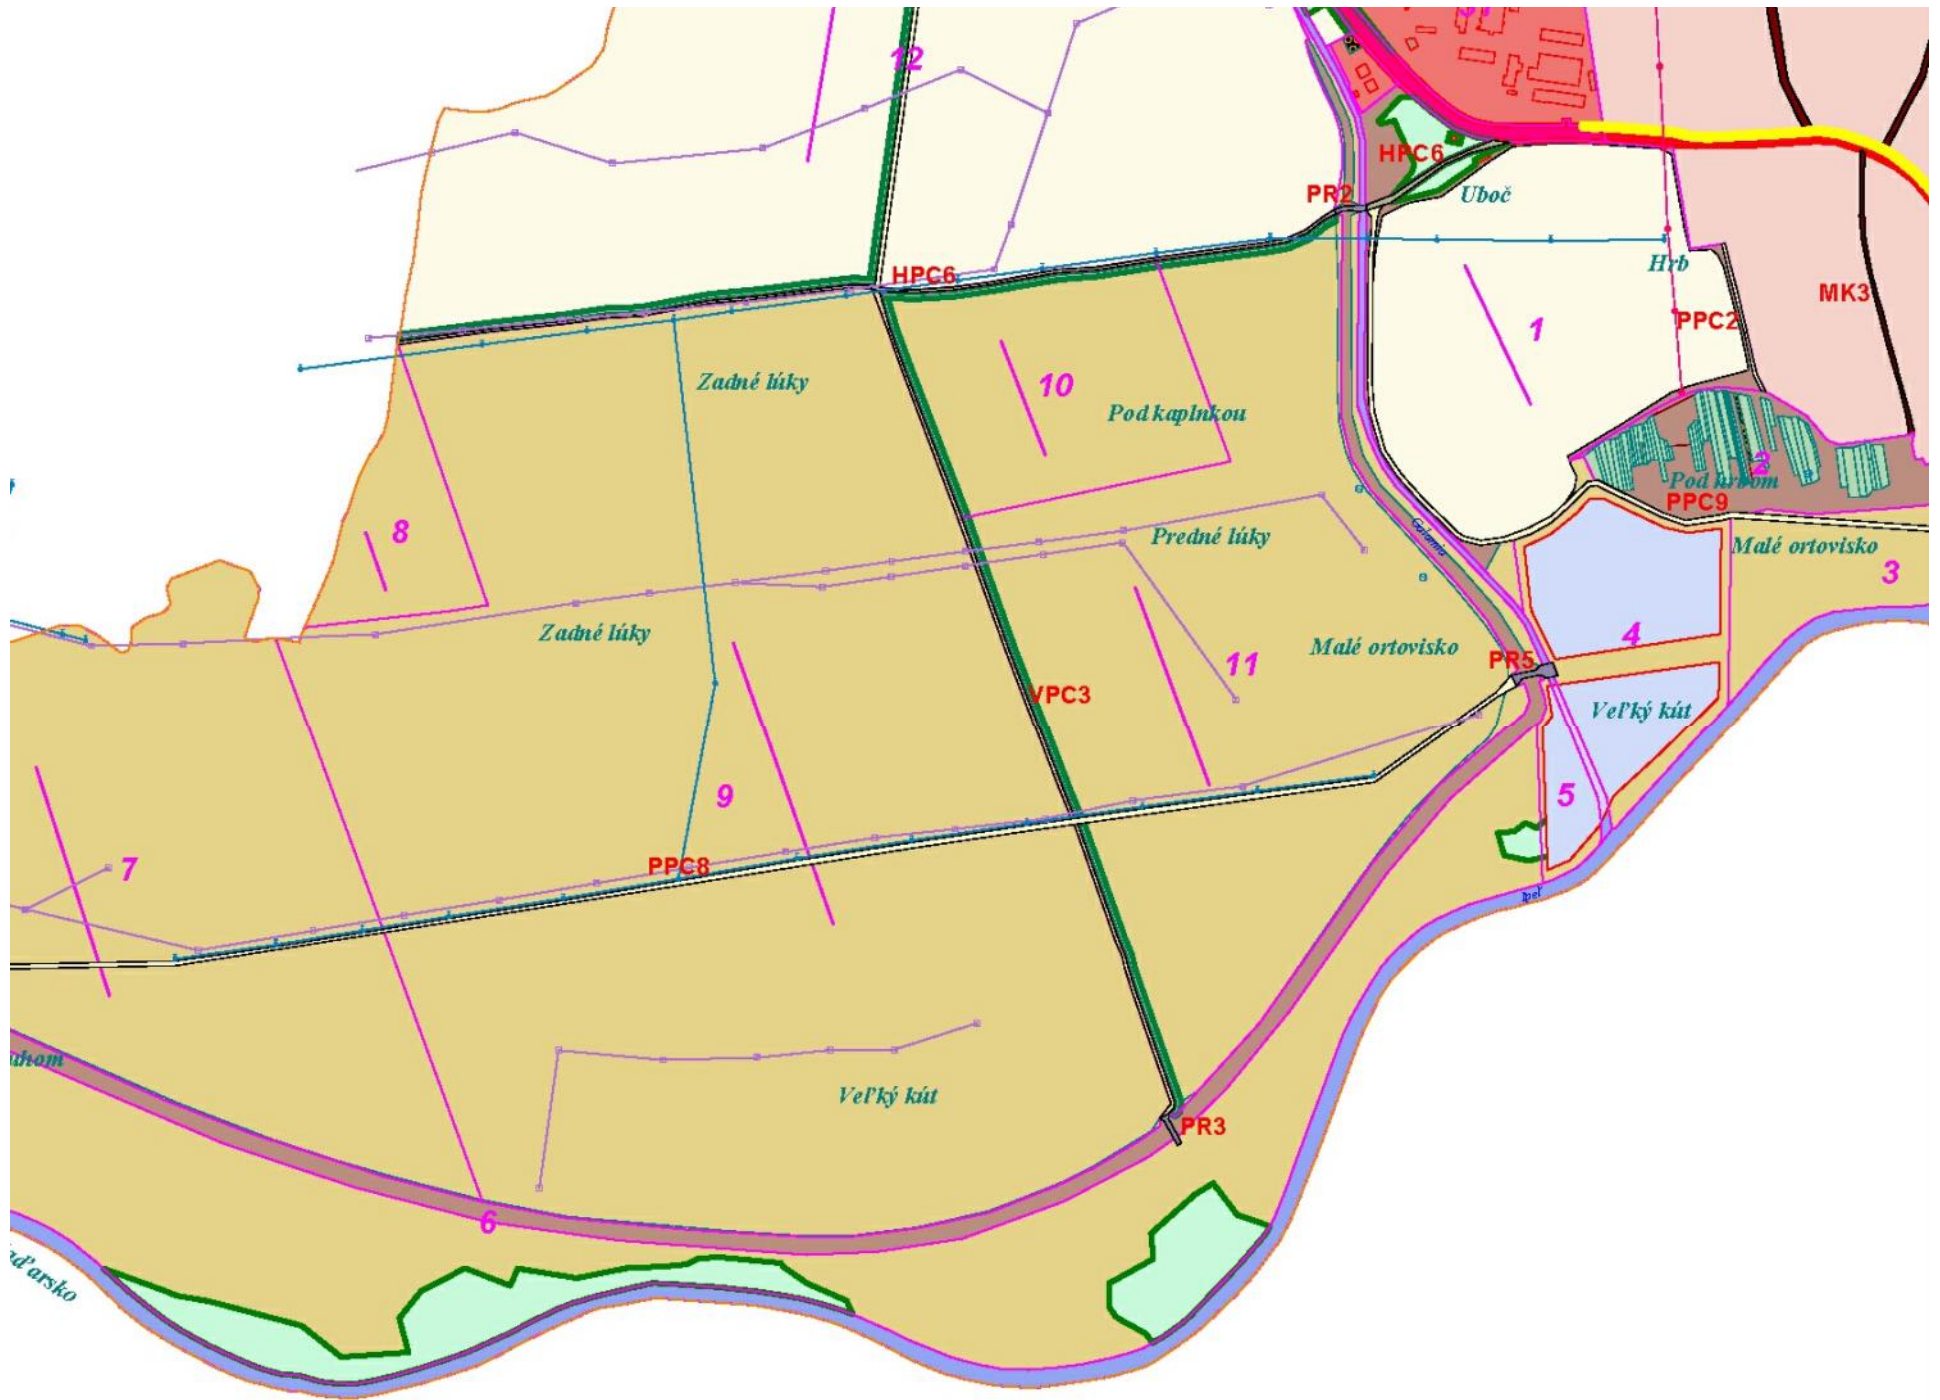 12
HPC6
PR2
Uboč
Hrb
HPC6
MK3
PPC2
1
Zadné lúky
10
Pod kaplnkou
2
Pod hrbom
PPC9
8
Predné lúky
Malé ortovisko
3
Zadné lúky
4
11
Malé ortovisko
PR5
VPC3
Veľký kút
9
5
7
PPC8
Ipeľ
uhom
Veľký kút
PR3
6
aďarsko